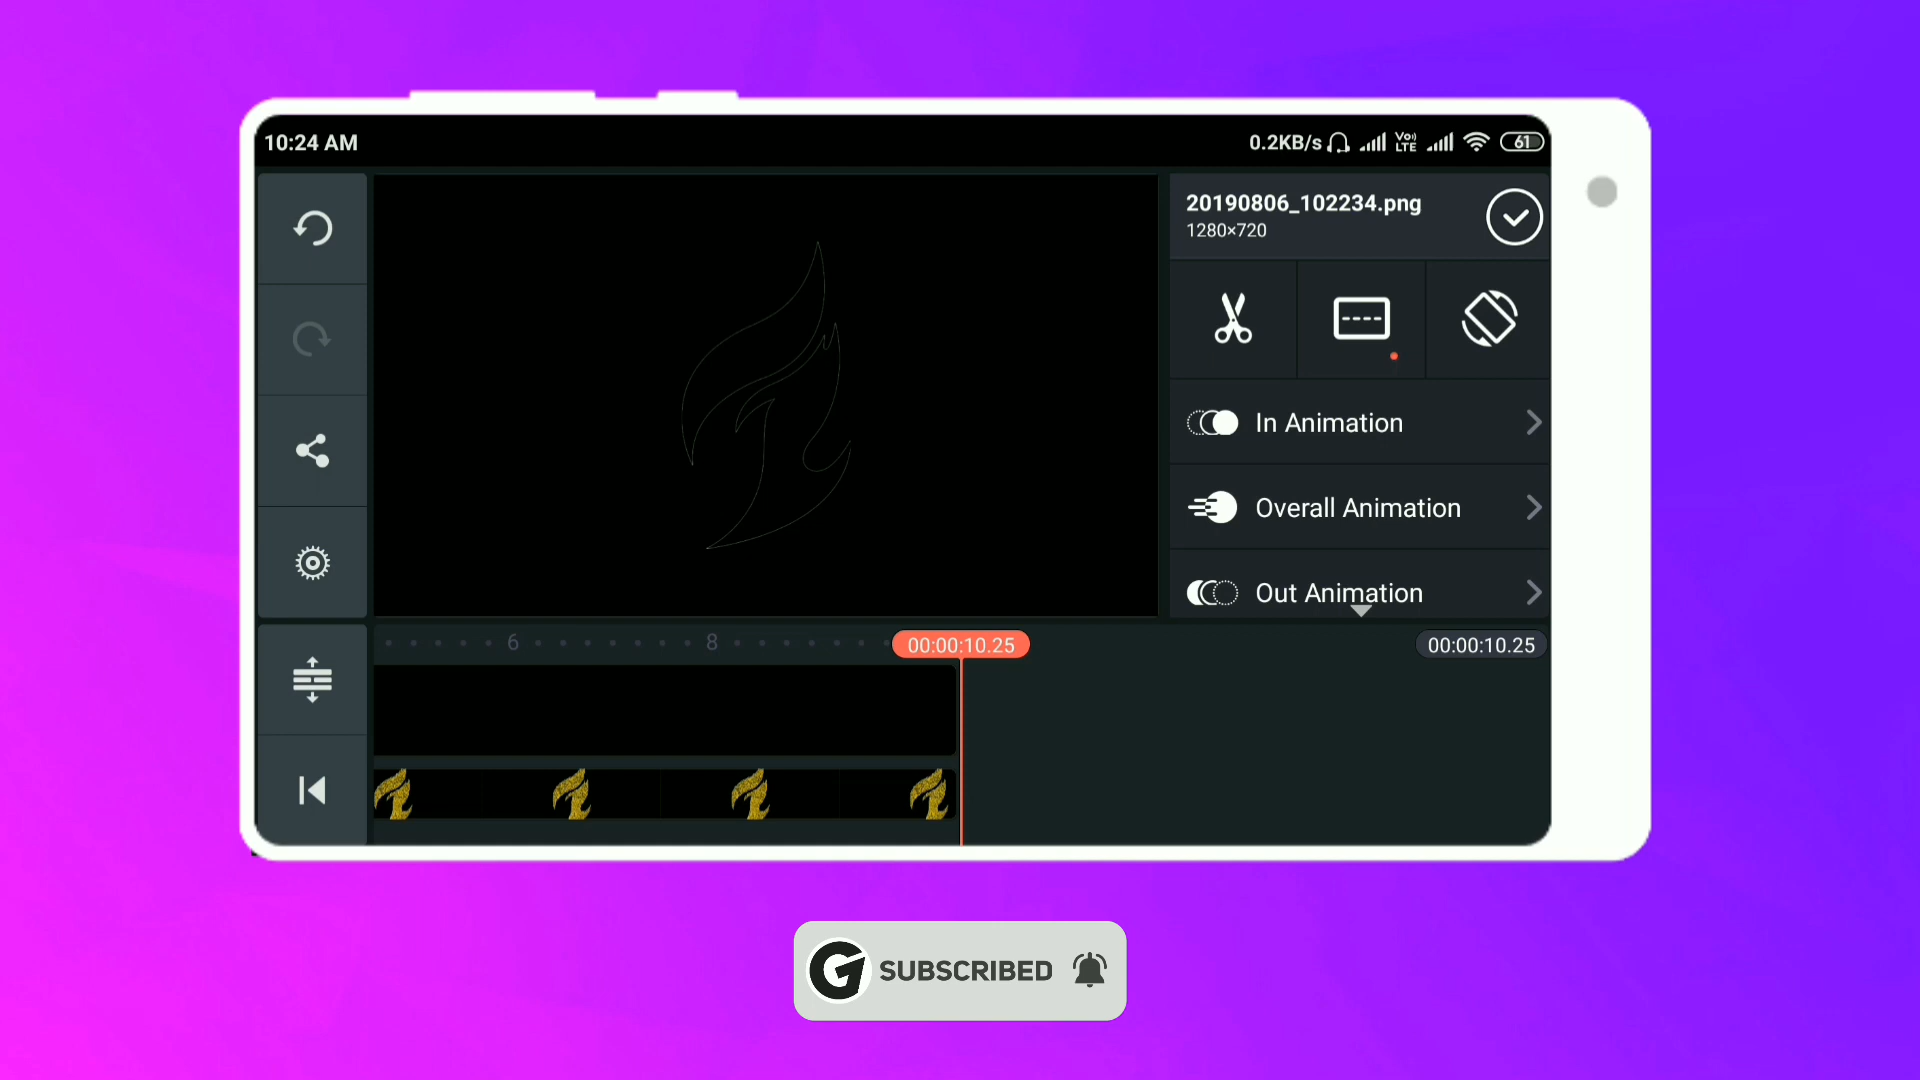 10:24 AM
0.2KB/s Vo) LTE 61
20190806_102234.png
1280×720
In Animation
Overall Animation
Out Animation
6 8 00:00:10.25 00:00:10.25
G SUBSCRIBED